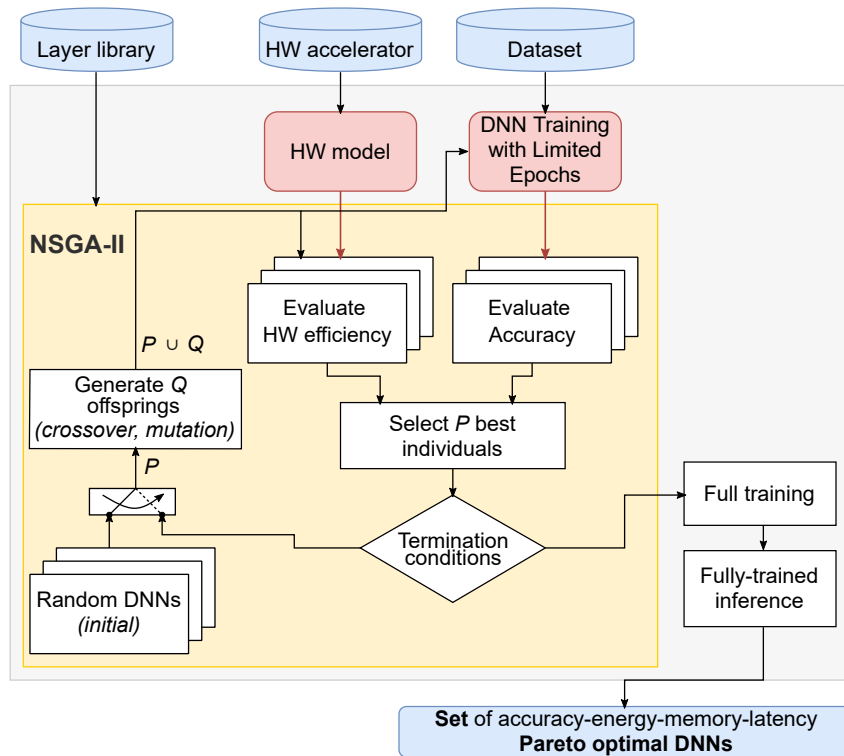 Layer library
HW accelerator
Dataset
HW model
DNN Training
with Limited
Epochs
NSGA-II
Evaluate
HW efficiency
Evaluate
Accuracy
P ∪ Q
Generate Q
offsprings
(crossover, mutation)
Select P best
individuals
P
Termination
conditions
Full training
Random DNNs
(initial)
Fully-trained
inference
Set of accuracy-energy-memory-latency
Pareto optimal DNNs